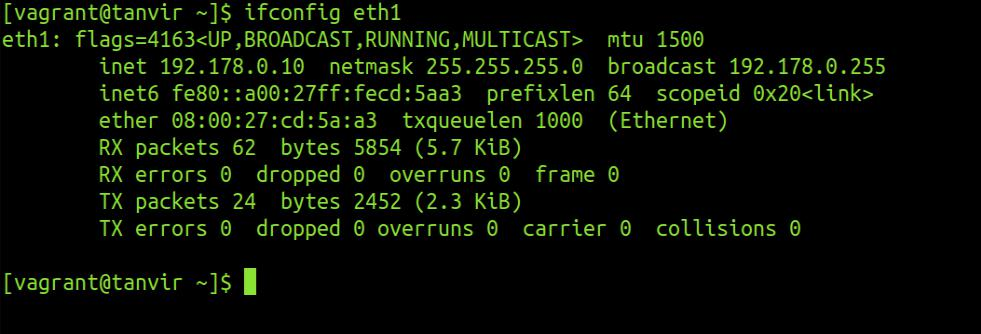 [vagrant@tanvir ~]$ ifconfig eth1
eth1: flags=4163<UP,BROADCAST,RUNNING,MULTICAST>  mtu 1500
        inet 192.178.0.10  netmask 255.255.255.0  broadcast 192.178.0.255
        inet6 fe80::a00:27ff:fecd:5aa3  prefixlen 64  scopeid 0x20<link>
        ether 08:00:27:cd:5a:a3  txqueuelen 1000  (Ethernet)
        RX packets 62  bytes 5854 (5.7 KiB)
        RX errors 0  dropped 0  overruns 0  frame 0
        TX packets 24  bytes 2452 (2.3 KiB)
        TX errors 0  dropped 0 overruns 0  carrier 0  collisions 0

[vagrant@tanvir ~]$